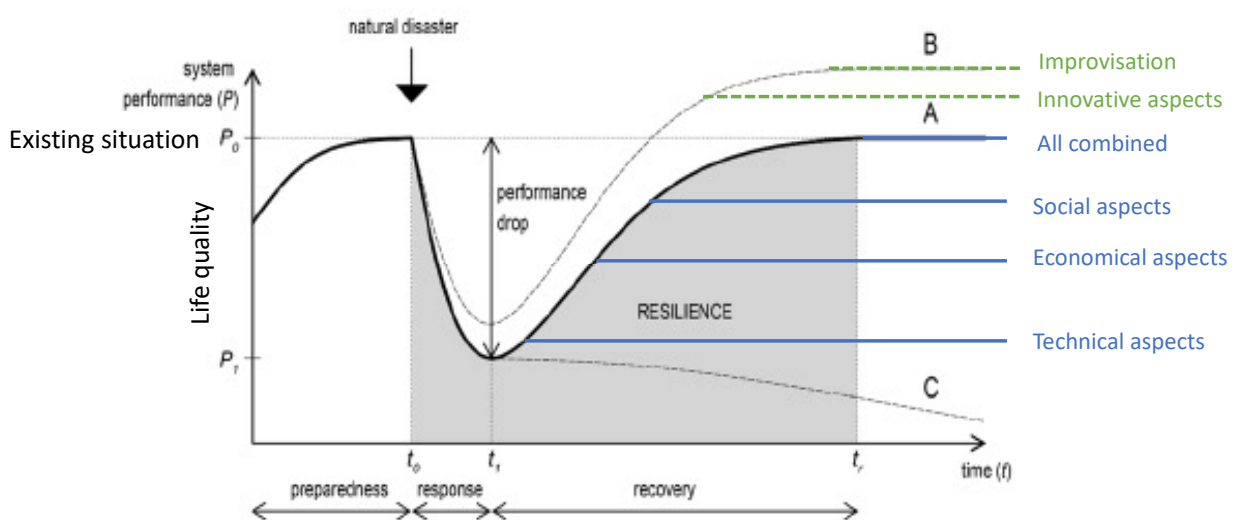 natural disaster
system
performance (P)
B
Improvisation
Innovative aspects
A
Existing situation
P0
All combined
performance
drop
Social aspects
Life quality
Economical aspects
RESILIENCE
Technical aspects
P1
C
t0
t1
tr
time (t)
preparedness
response
recovery